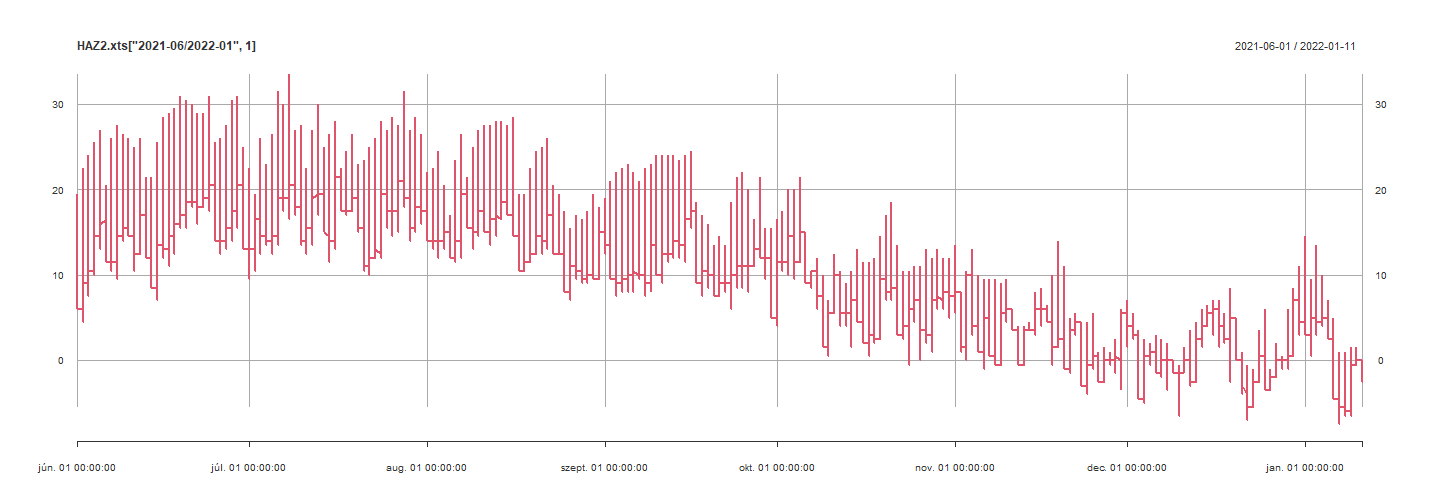 HAZ2.xts["2021-06/2022-01", 1]
2021-06-01 / 2022-01-11
30 30
20 20
10 10
0 0
jún. 01 00:00:00 júl. 01 00:00:00 aug. 01 00:00:00 szept. 01 00:00:00 okt. 01 00:00:00 nov. 01 00:00:00 dec. 01 00:00:00 jan. 01 00:00:00